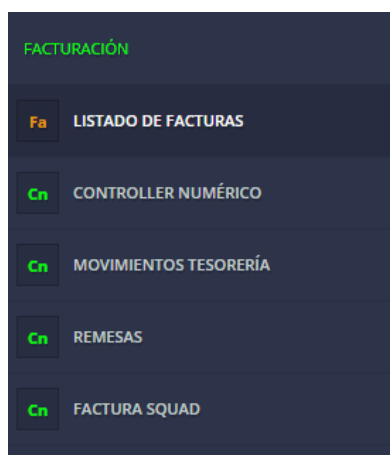 FACTURACIÓN
Fa LISTADO DE FACTURAS
Cn CONTROLLER NUMÉRICO
Cn MOVIMIENTOS TESORERÍA
Cn REMESAS
Cn FACTURA SQUAD